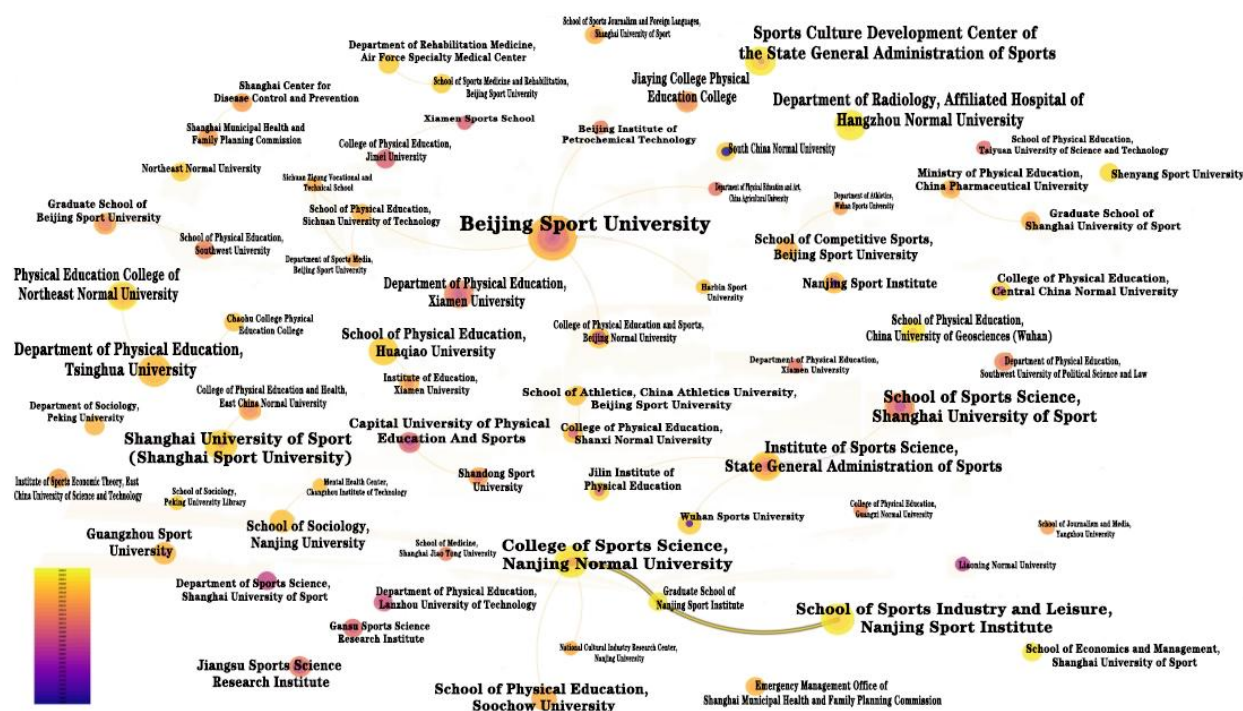 School of Sports Journalism and Foreign Languages,
Shanghai University of Sport
Sports Culture Development Center of
the State General Administration of Sports
Department of Rehabilitation Medicine,
Air Force Specialty Medical Center
School of Sports Medicine and Rehabilitation,
Beijing Sport University
Jiaying College Physical
Education College
Shanghai Center for
Disease Control and Prevention
Department of Radiology, Affiliated Hospital of
Hangzhou Normal University
Xiamen Sports School
Shanghai Municipal Health and
Family Planning Commission
Beijing Institute of
Petrochemical Technology
College of Physical Education,
Jimei University
South China Normal University
School of Physical Education,
Taiyuan University of Science and Technology
Northeast Normal University
Sichuan Zigong Vocational and
Technical School
Department of Physical Education and Art,
China Agricultural University
Ministry of Physical Education,
China Pharmaceutical University
Shenyang Sport University
Department of Athletics,
Wuhan Sports University
Graduate School of
Beijing Sport University
School of Physical Education,
Sichuan University of Technology
Beijing Sport University
Graduate School of
Shanghai University of Sport
School of Physical Education,
Southwest University
School of Competitive Sports,
Beijing Sport University
Department of Sports Media,
Beijing Sport University
Physical Education College of
Northeast Normal University
Department of Physical Education,
Xiamen University
Harbin Sport
University
Nanjing Sport Institute
College of Physical Education,
Central China Normal University
Chaohu College Physical
Education College
School of Physical Education,
Huaqiao University
College of Physical Education and Sports,
Beijing Normal University
School of Physical Education,
China University of Geosciences (Wuhan)
Department of Physical Education,
Tsinghua University
Department of Physical Education,
Xiamen University
Department of Physical Education,
Southwest University of Political Science and Law
Institute of Education,
Xiamen University
College of Physical Education and Health,
East China Normal University
School of Athletics, China Athletics University,
Beijing Sport University
School of Sports Science,
Shanghai University of Sport
Department of Sociology,
Peking University
Capital University of Physical
Education And Sports
College of Physical Education,
Shanxi Normal University
Shanghai University of Sport
(Shanghai Sport University)
Institute of Sports Science,
State General Administration of Sports
Institute of Sports Economic Theory, East
China University of Science and Technology
Mental Health Center,
Changzhou Institute of Technology
Shandong Sport
University
Jilin Institute of
Physical Education
School of Sociology,
Peking University Library
College of Physical Education,
Guangxi Normal University
Wuhan Sports University
School of Journalism and Media,
Yangzhou University
Guangzhou Sport
University
School of Sociology,
Nanjing University
School of Medicine,
Shanghai Jiao Tong University
College of Sports Science,
Nanjing Normal University
Liaoning Normal University
Department of Sports Science,
Shanghai University of Sport
Department of Physical Education,
Lanzhou University of Technology
Graduate School of
Nanjing Sport Institute
School of Sports Industry and Leisure,
Nanjing Sport Institute
Gansu Sports Science
Research Institute
National Cultural Industry Research Center,
Nanjing University
School of Economics and Management,
Shanghai University of Sport
Jiangsu Sports Science
Research Institute
School of Physical Education,
Soochow University
Emergency Management Office of
Shanghai Municipal Health and Family Planning Commission